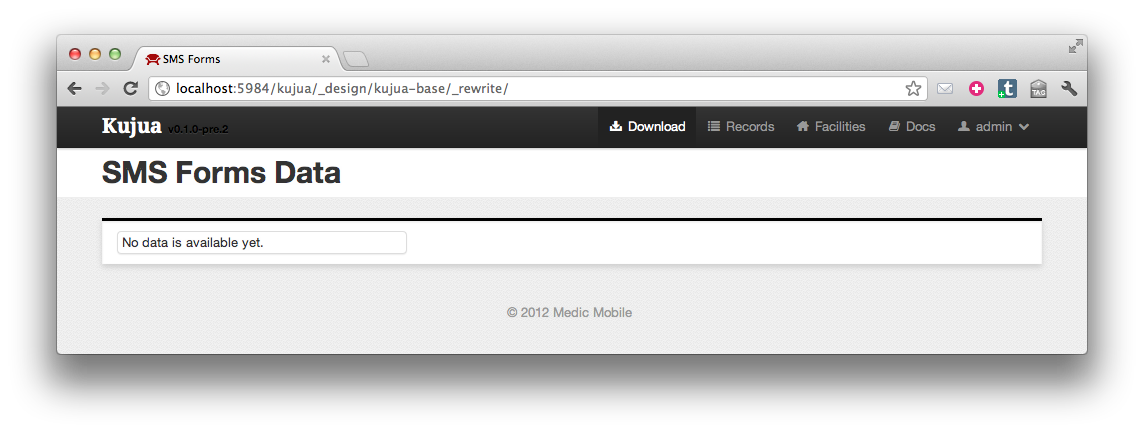 SMS Forms
localhost:5984/kujua/_design/kujua-base/_rewrite/
t
TAG
Kujua v0.1.0-pre.2 Download Records Facilities Docs admin
SMS Forms Data
No data is available yet.
© 2012 Medic Mobile